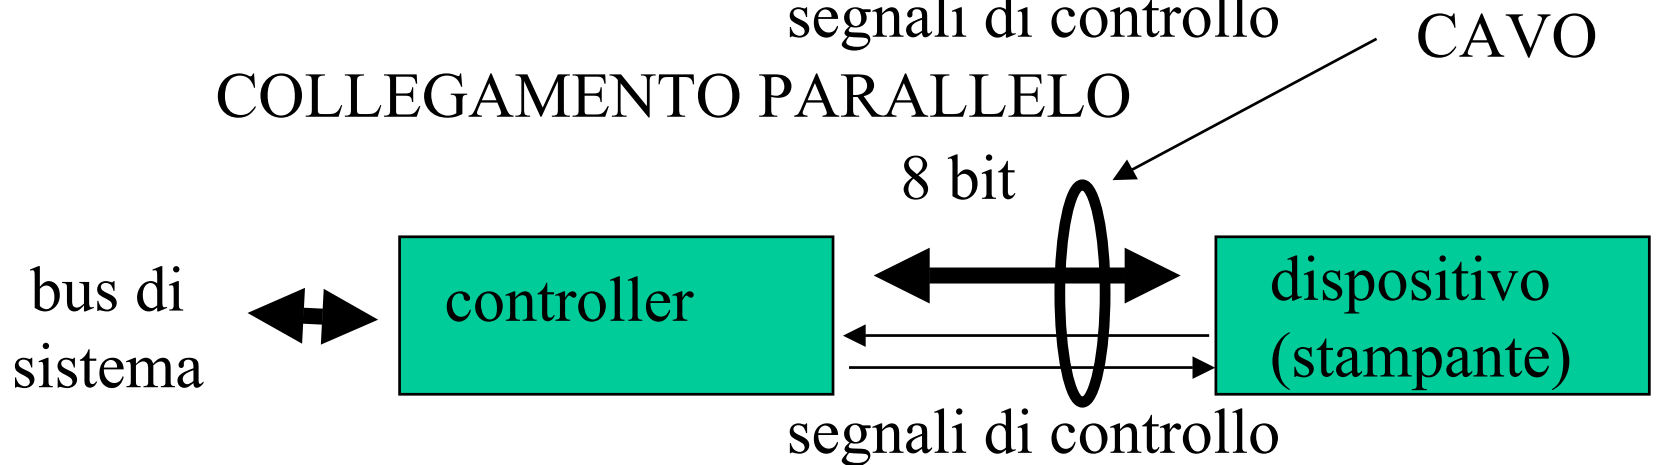 segnali di controllo
CAVO
COLLEGAMENTO PARALLELO
8 bit
bus di
sistema
controller
dispositivo
(stampante)
segnali di controllo